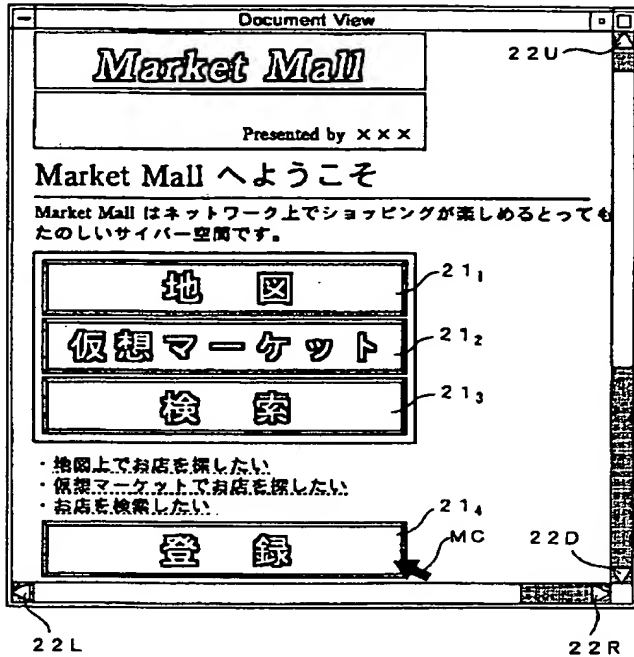 Document View
22U
Market Mall
Presented by ×××
Market Mall へようこそ
Market Mall はネットワーク上でショッピングが楽しめるとっても
たのしいサイバー空間です。
地 図
21₁
仮想マーケット
21₂
検 索
21₃
・地図上でお店を探したい
・仮想マーケットでお店を探したい
・お店を検索したい
21₄
登 録
MC
22D
22L
22R